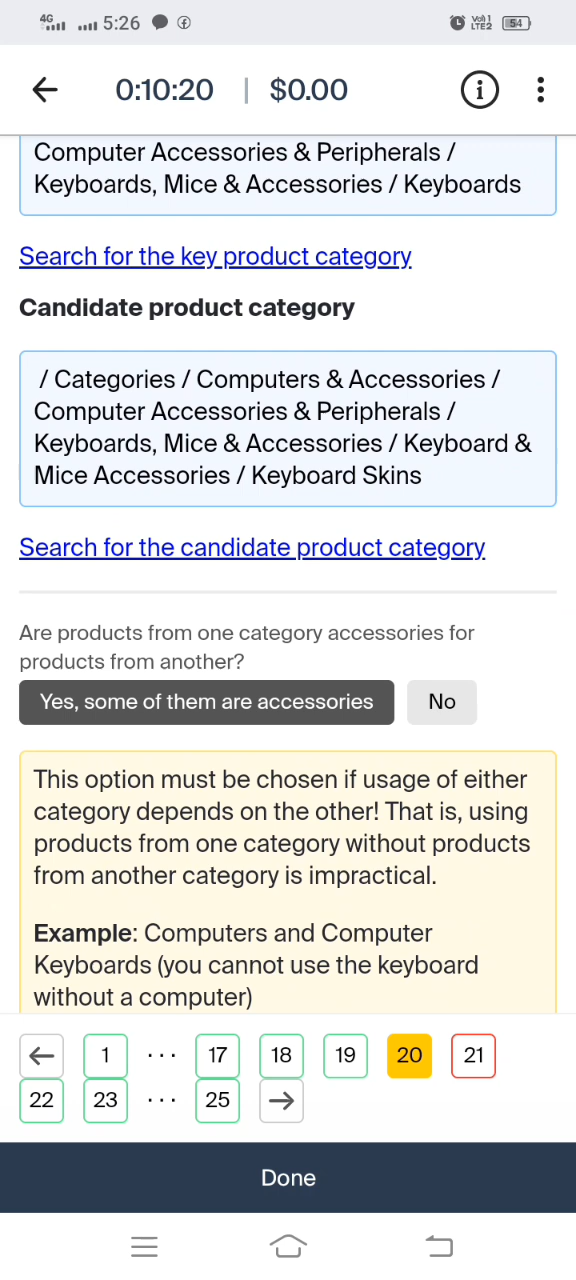 4G 5:26 Vol) 1 LTE2 54
0:10:20 | $0.00
Computer Accessories & Peripherals /
Keyboards, Mice & Accessories / Keyboards
Search for the key product category
Candidate product category
/ Categories / Computers & Accessories /
Computer Accessories & Peripherals /
Keyboards, Mice & Accessories / Keyboard &
Mice Accessories / Keyboard Skins
Search for the candidate product category
Are products from one category accessories for
products from another?
Yes, some of them are accessories No
This option must be chosen if usage of either
category depends on the other! That is, using
products from one category without products
from another category is impractical.
Example: Computers and Computer
Keyboards (you cannot use the keyboard
without a computer)
1 ... 17 18 19 20 21
22 23 ... 25
Done